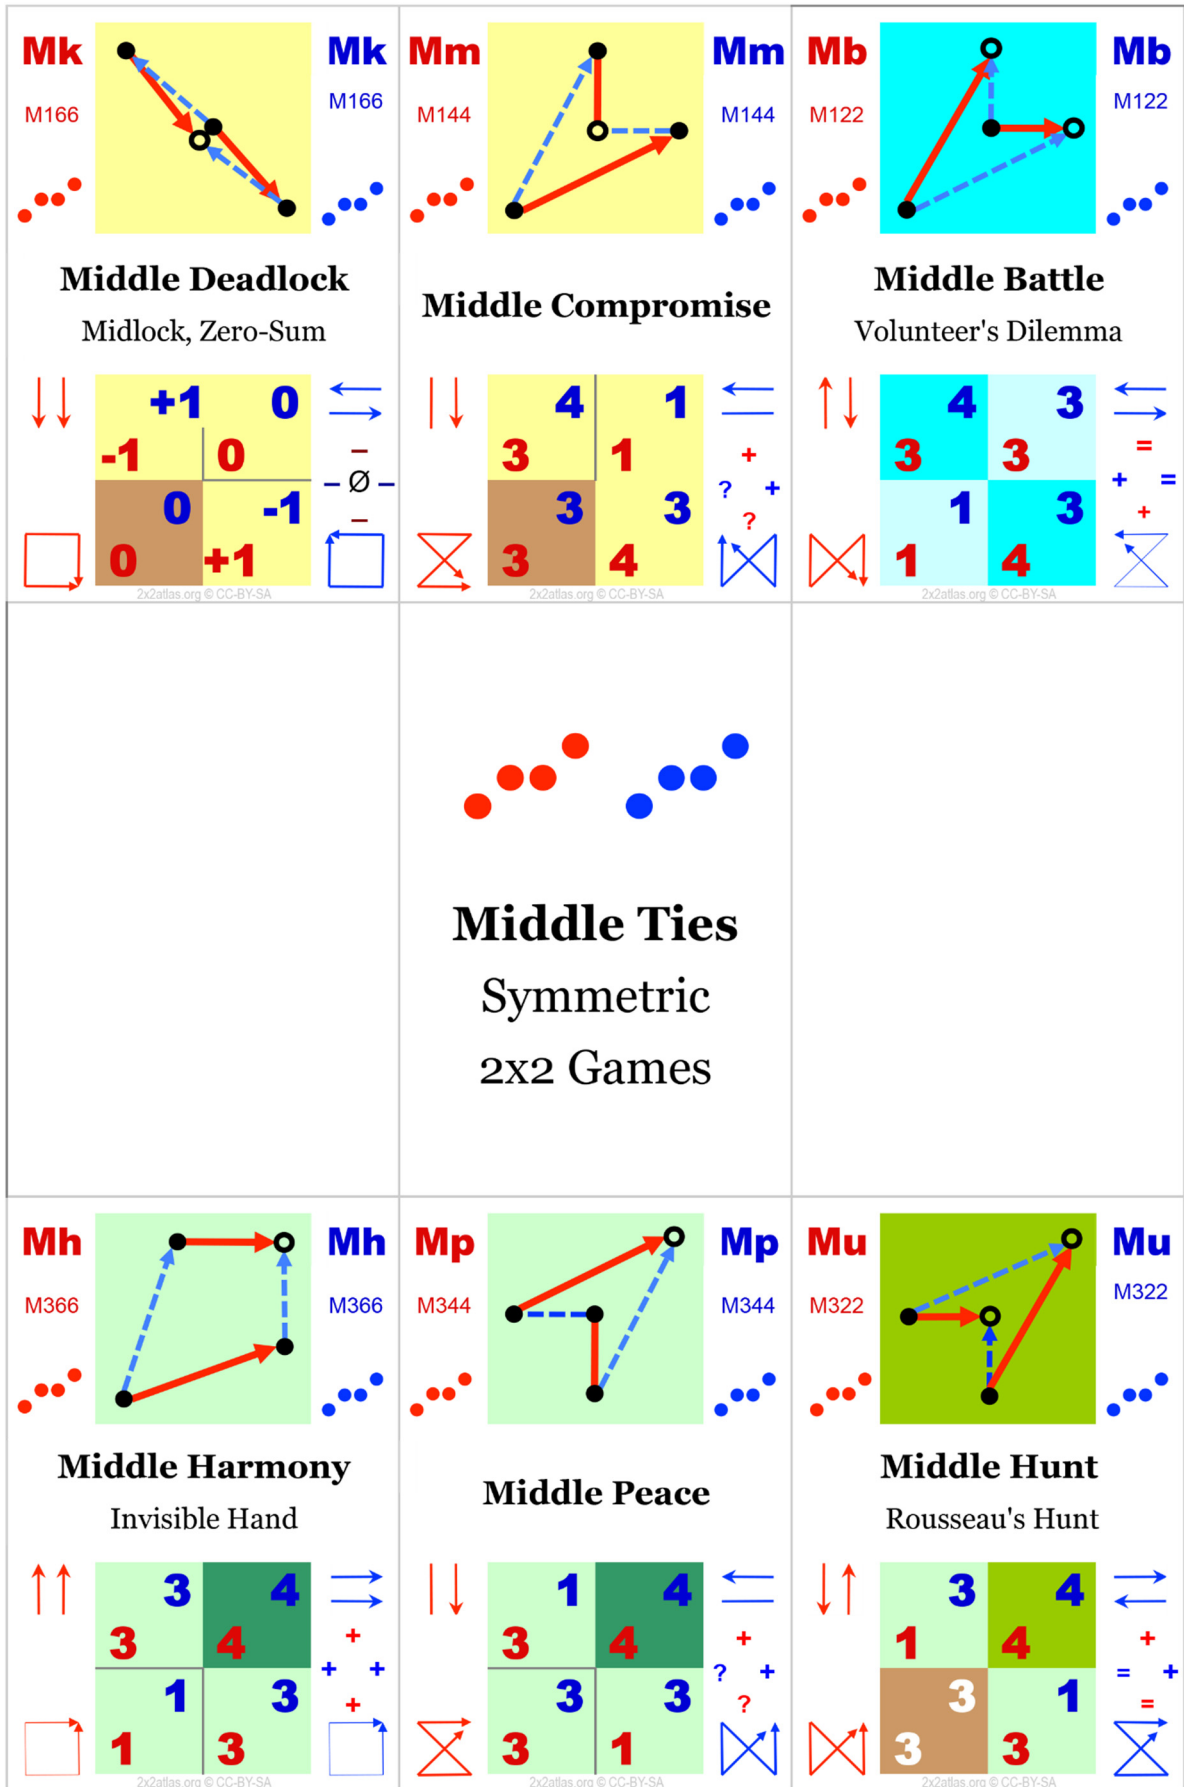 Mk Mk
M166 M166
Middle Deadlock
Midlock, Zero-Sum
+1 0
-1 0
–
– Ø –
–
0 -1
0 +1
2x2atlas.org © CC-BY-SA
Mm Mm
M144 M144
Middle Compromise
4 1
3 1
+
? +
?
3 3
3 4
2x2atlas.org © CC-BY-SA
Mb Mb
M122 M122
Middle Battle
Volunteer's Dilemma
4 3
3 3
=
+ =
+
1 3
1 4
2x2atlas.org © CC-BY-SA
Middle Ties
Symmetric
2x2 Games
Mh Mh
M366 M366
Middle Harmony
Invisible Hand
3 4
3 4
+
+ +
+
1 3
1 3
2x2atlas.org © CC-BY-SA
Mp Mp
M344 M344
Middle Peace
1 4
3 4
+
? +
?
3 3
3 1
2x2atlas.org © CC-BY-SA
Mu Mu
M322 M322
Middle Hunt
Rousseau's Hunt
3 4
1 4
+
= +
=
3 1
3 3
2x2atlas.org © CC-BY-SA